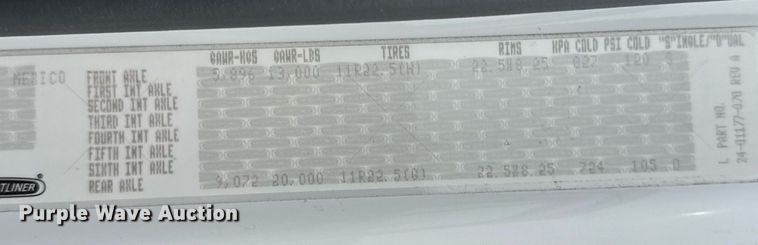 GAWR-KGS GAWR-LBS TIRES RIMS KPA COLD PSI COLD "S"INGLE/"D"UAL
MEXICO FRONT AXLE 5,896 13,000 11R22.5(H) 22.5X8.25 827 120 S
FIRST INT AXLE
SECOND INT AXLE
THIRD INT AXLE
FOURTH INT AXLE
FIFTH INT AXLE
SIXTH INT AXLE
REAR AXLE 9,072 20,000 11R22.5(G) 22.5X8.25 724 105 D
L PART NO.
24-01177-070 REV A
TLINER
Purple Wave Auction